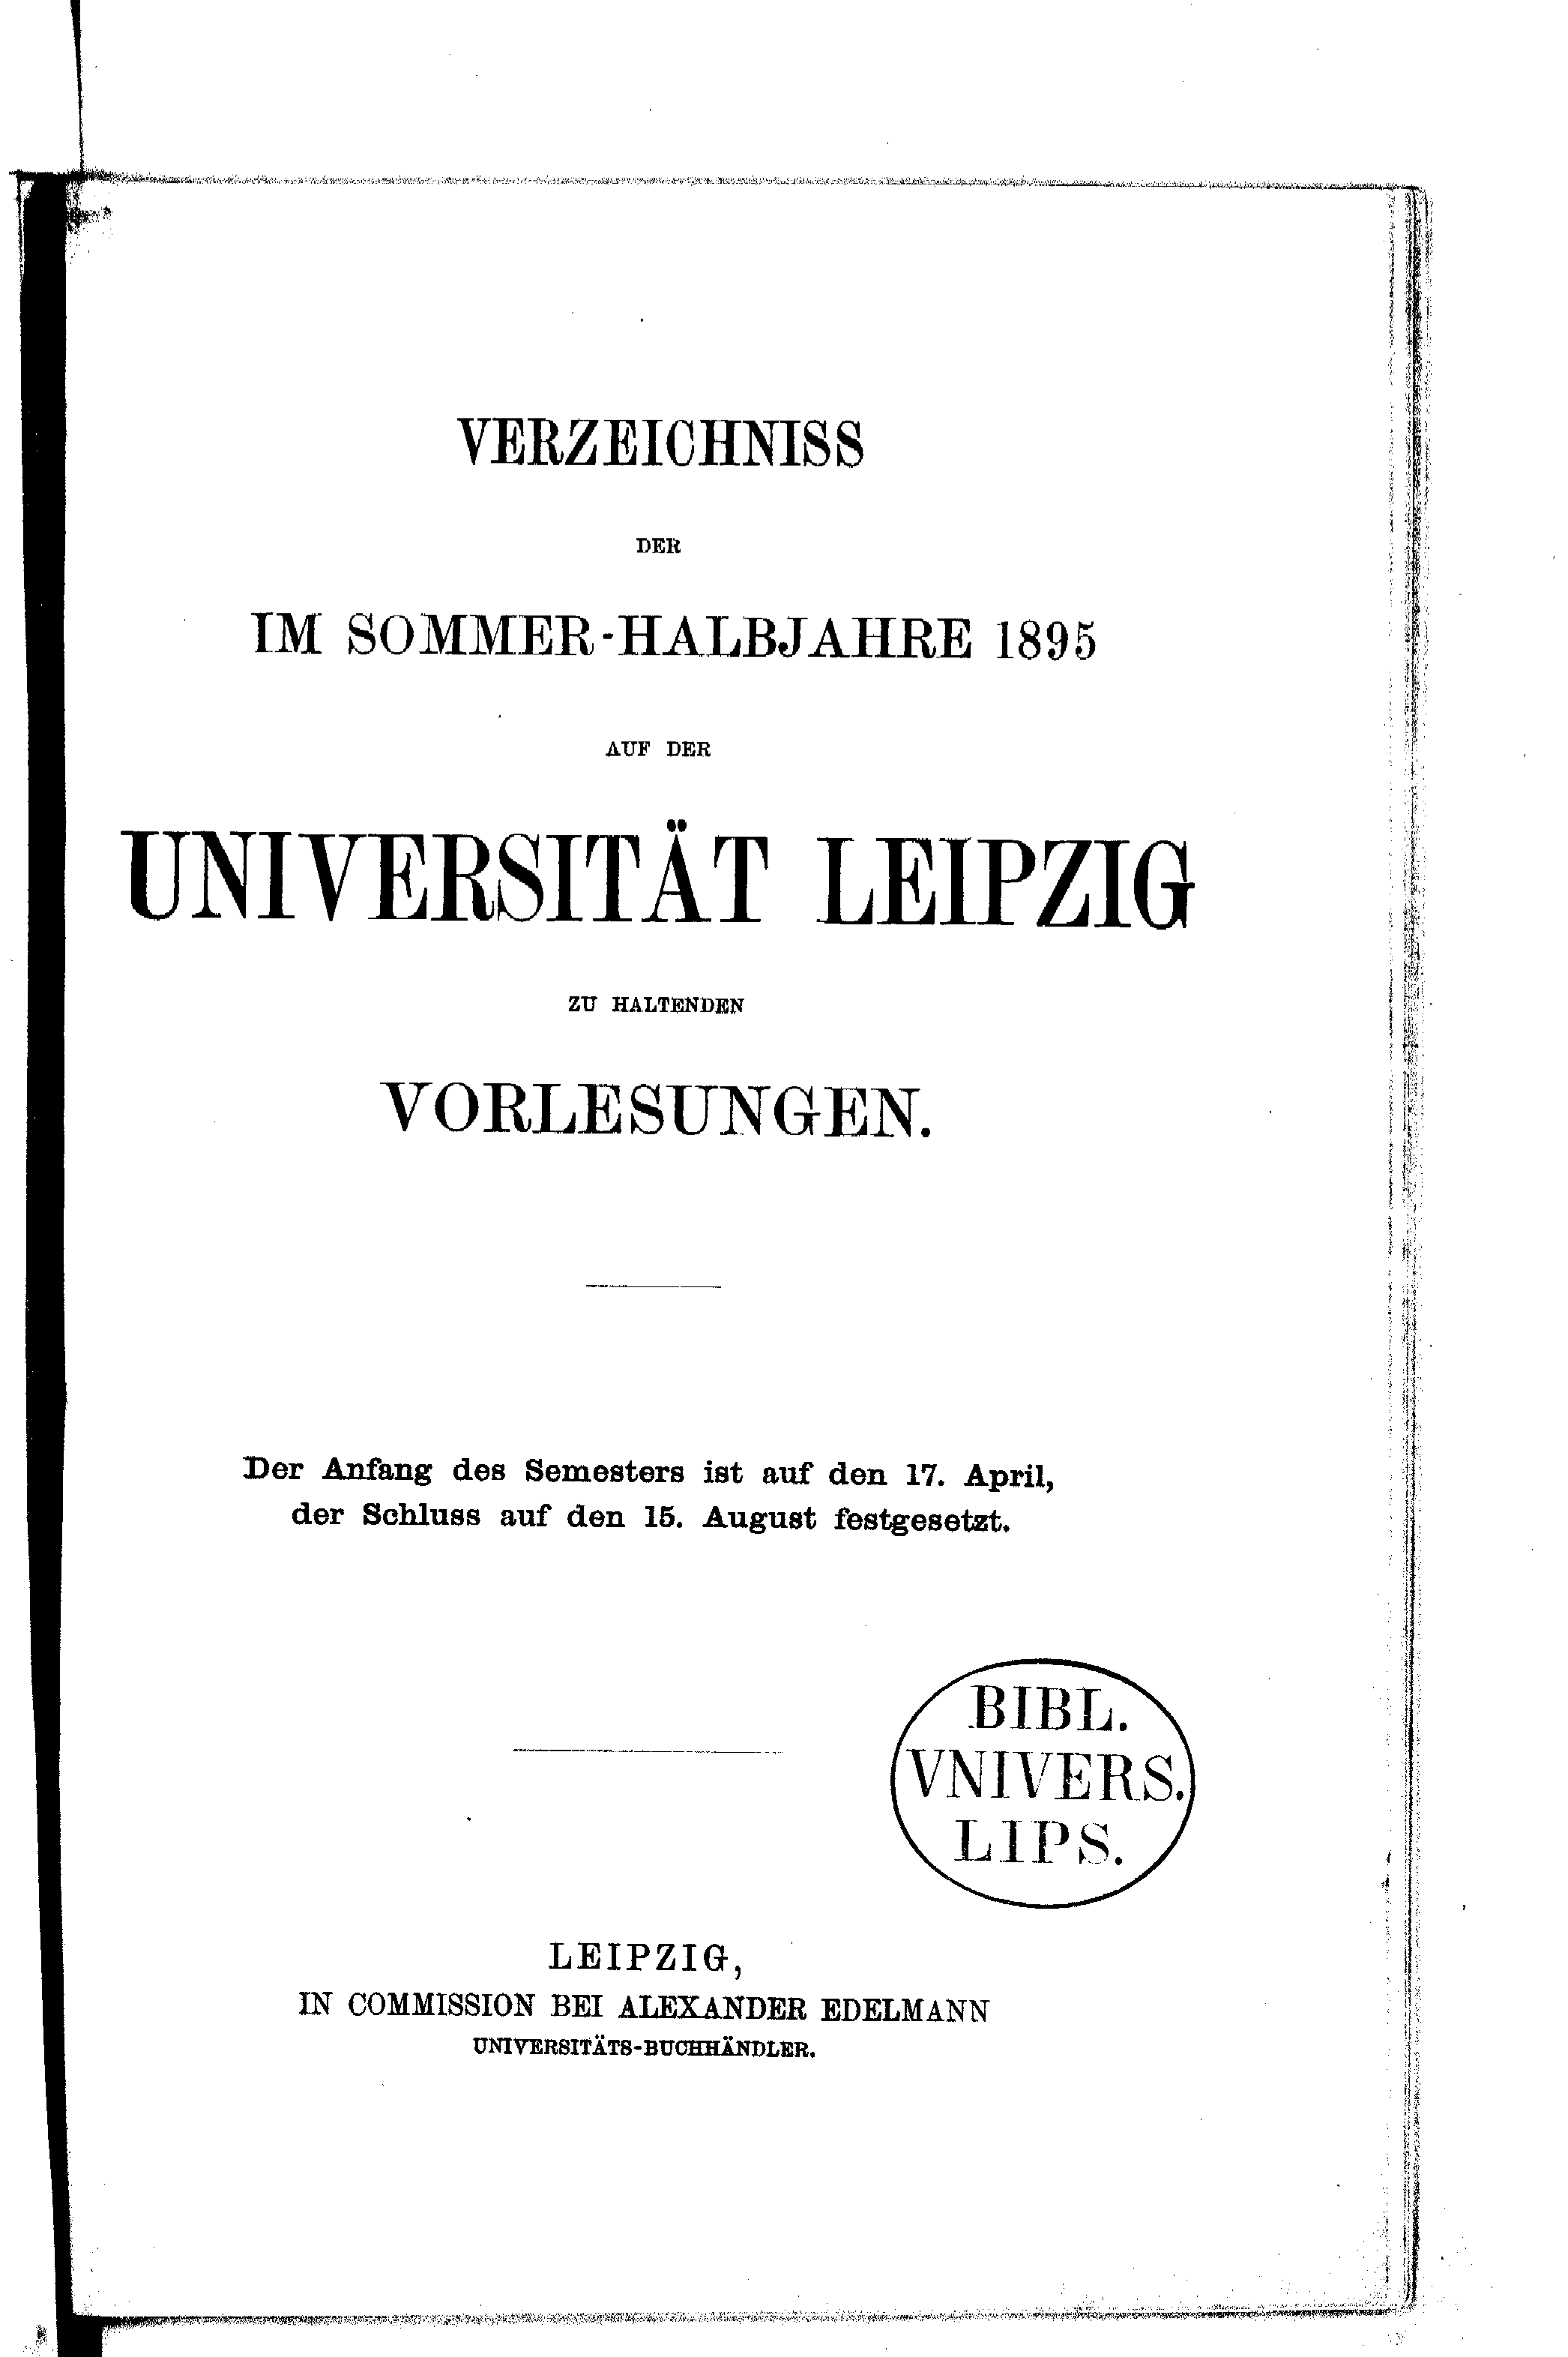 VERZEICHNISS
DER
IM SOMMER-HALBJAHRE 1895
AUF DER
UNIVERSITÄT LEIPZIG
ZU HALTENDEN
VORLESUNGEN.
Der Anfang des Semesters ist auf den 17. April,
der Schluss auf den 15. August festgesetzt.
BIBL.
VNIVERS.
LIPS.
LEIPZIG,
IN COMMISSION BEI ALEXANDER EDELMANN
UNIVERSITÄTS-BUCHHÄNDLER.